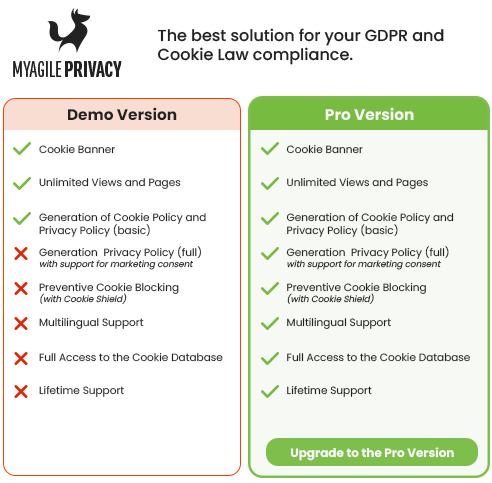 MYAGILE PRIVACY
The best solution for your GDPR and
Cookie Law compliance.
Demo Version
Cookie Banner
Unlimited Views and Pages
Generation of Cookie Policy and
Privacy Policy (basic)
Generation Privacy Policy (full)
with support for marketing consent
Preventive Cookie Blocking
(with Cookie Shield)
Multilingual Support
Full Access to the Cookie Database
Lifetime Support
Pro Version
Cookie Banner
Unlimited Views and Pages
Generation of Cookie Policy and
Privacy Policy (basic)
Generation Privacy Policy (full)
with support for marketing consent
Preventive Cookie Blocking
(with Cookie Shield)
Multilingual Support
Full Access to the Cookie Database
Lifetime Support
Upgrade to the Pro Version